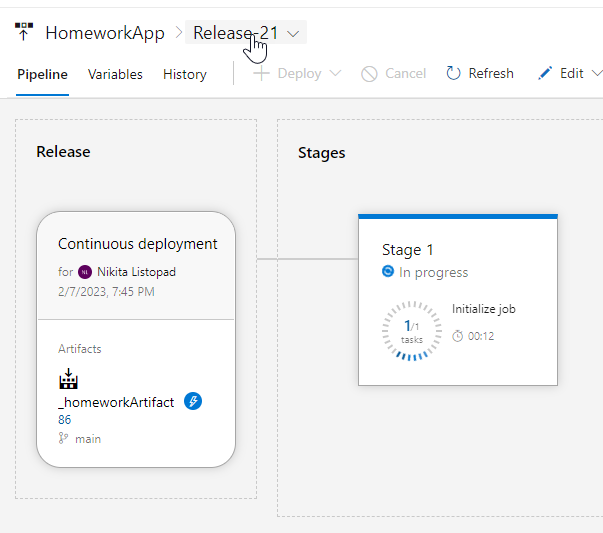 HomeworkApp > Release-21
Pipeline Variables History Deploy Cancel Refresh Edit
Release
Continuous deployment
for NL Nikita Listopad
2/7/2023, 7:45 PM
Artifacts
_homeworkArtifact
86
main
Stages
Stage 1
In progress
1/1
tasks
Initialize job
00:12